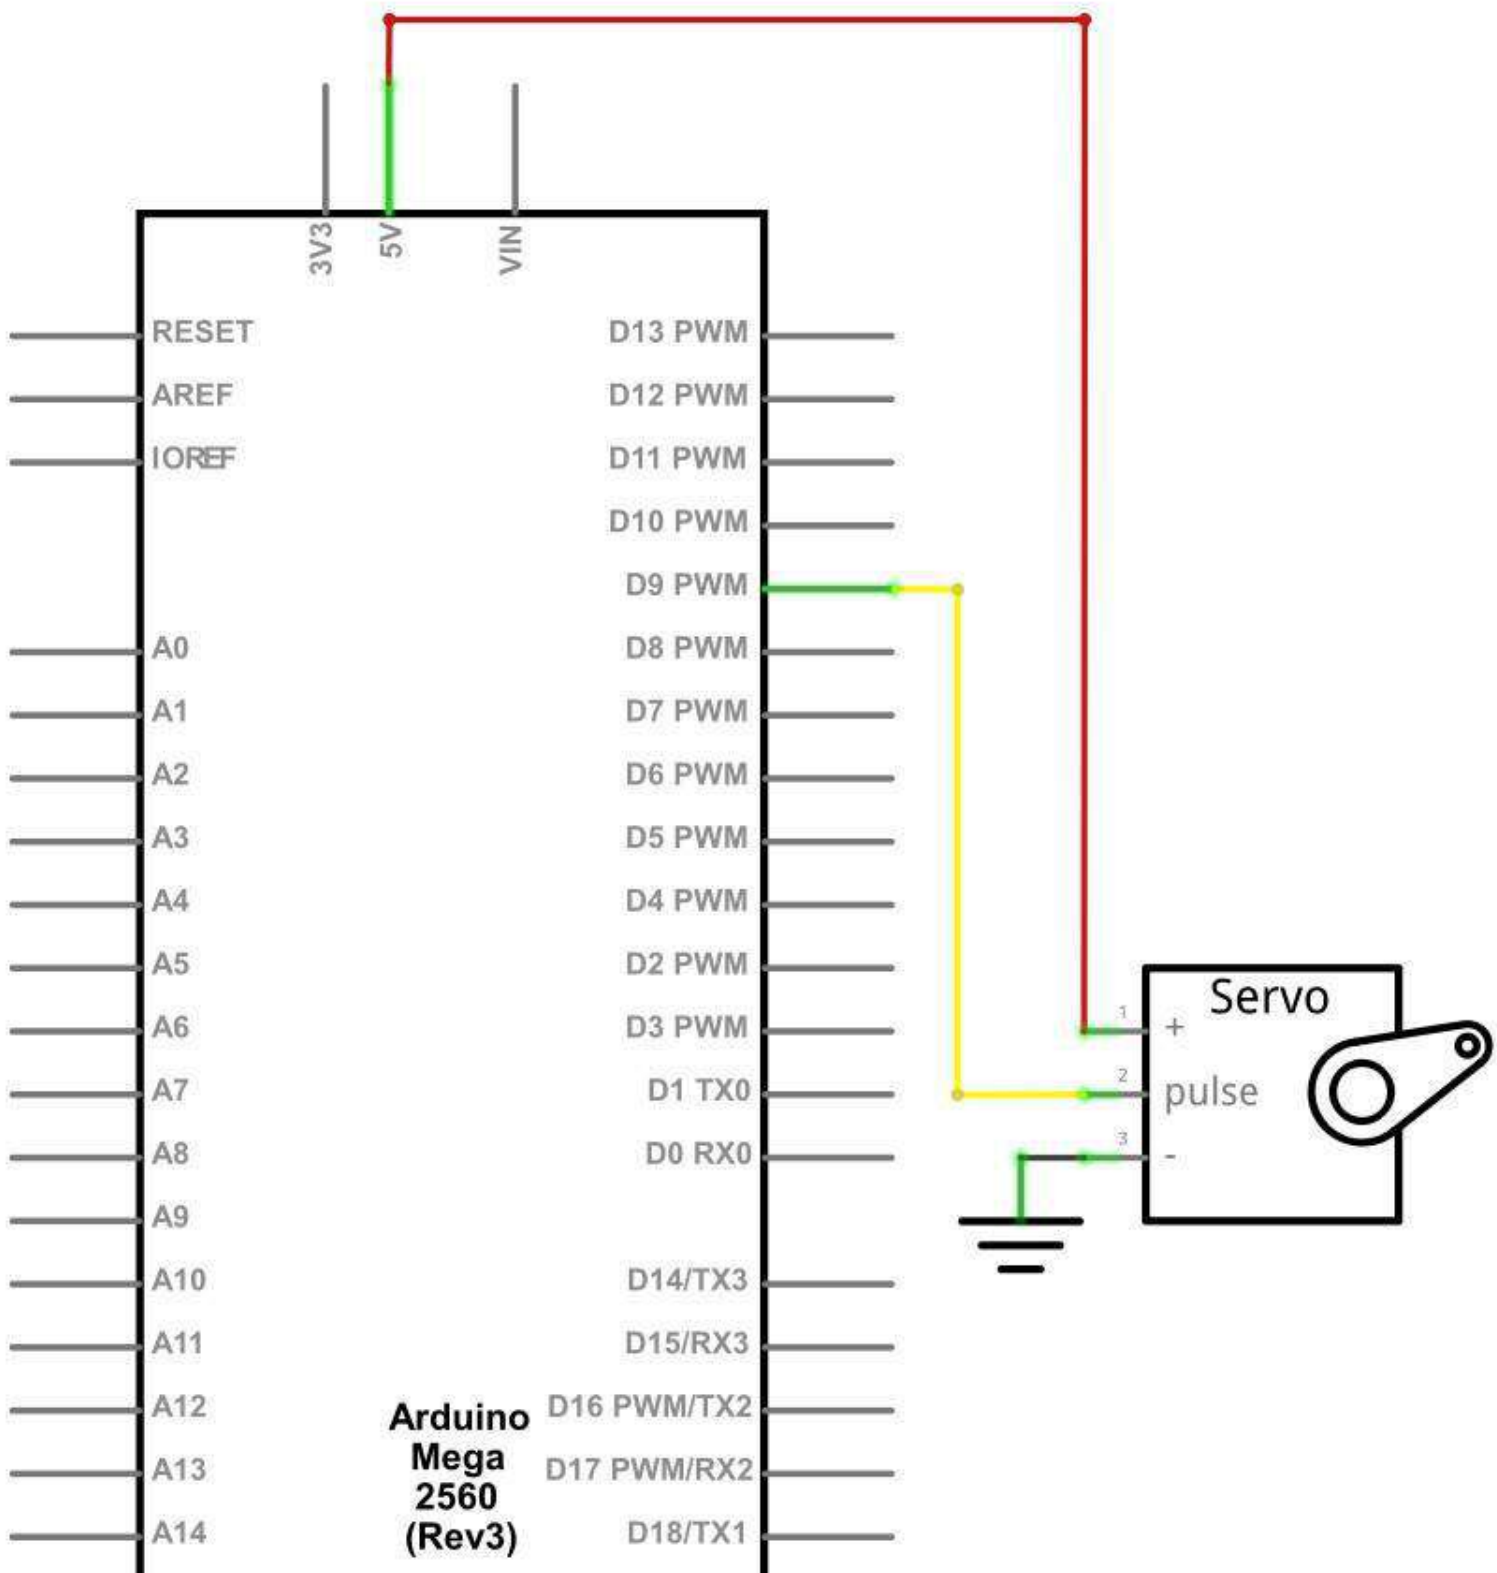 3V3 5V VIN
RESET D13 PWM
AREF D12 PWM
IOREF D11 PWM
D10 PWM
D9 PWM
A0 D8 PWM
A1 D7 PWM
A2 D6 PWM
A3 D5 PWM
A4 D4 PWM
A5 D2 PWM
Servo
1
A6 D3 PWM +
2
A7 D1 TX0 pulse
3
A8 D0 RX0 -
A9
A10 D14/TX3
A11 D15/RX3
A12 D16 PWM/TX2
A13 D17 PWM/RX2
A14 D18/TX1
Arduino
Mega
2560
(Rev3)